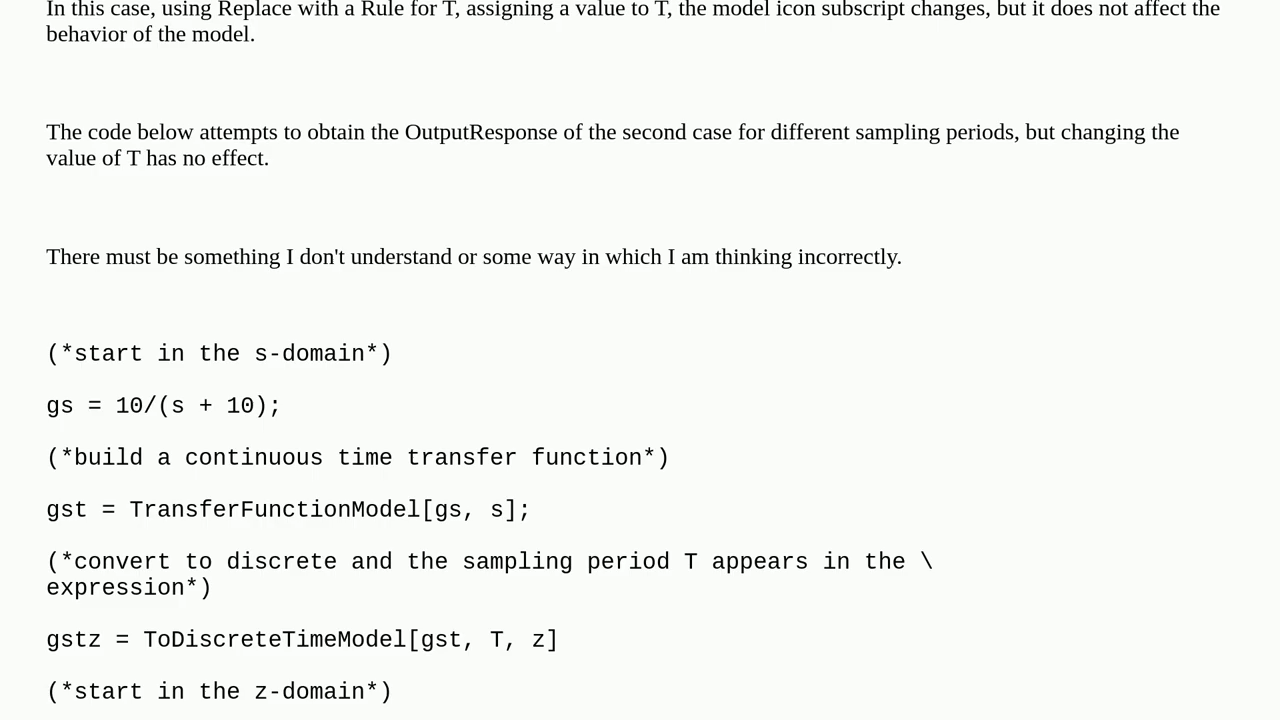 In this case, using Replace with a Rule for T, assigning a value to T, the model icon subscript changes, but it does not affect the
behavior of the model.
The code below attempts to obtain the OutputResponse of the second case for different sampling periods, but changing the
value of T has no effect.
There must be something I don't understand or some way in which I am thinking incorrectly.
(*start in the s-domain*)
gs = 10/(s + 10);
(*build a continuous time transfer function*)
gst = TransferFunctionModel[gs, s];
(*convert to discrete and the sampling period T appears in the \
expression*)
gstz = ToDiscreteTimeModel[gst, T, z]
(*start in the z-domain*)